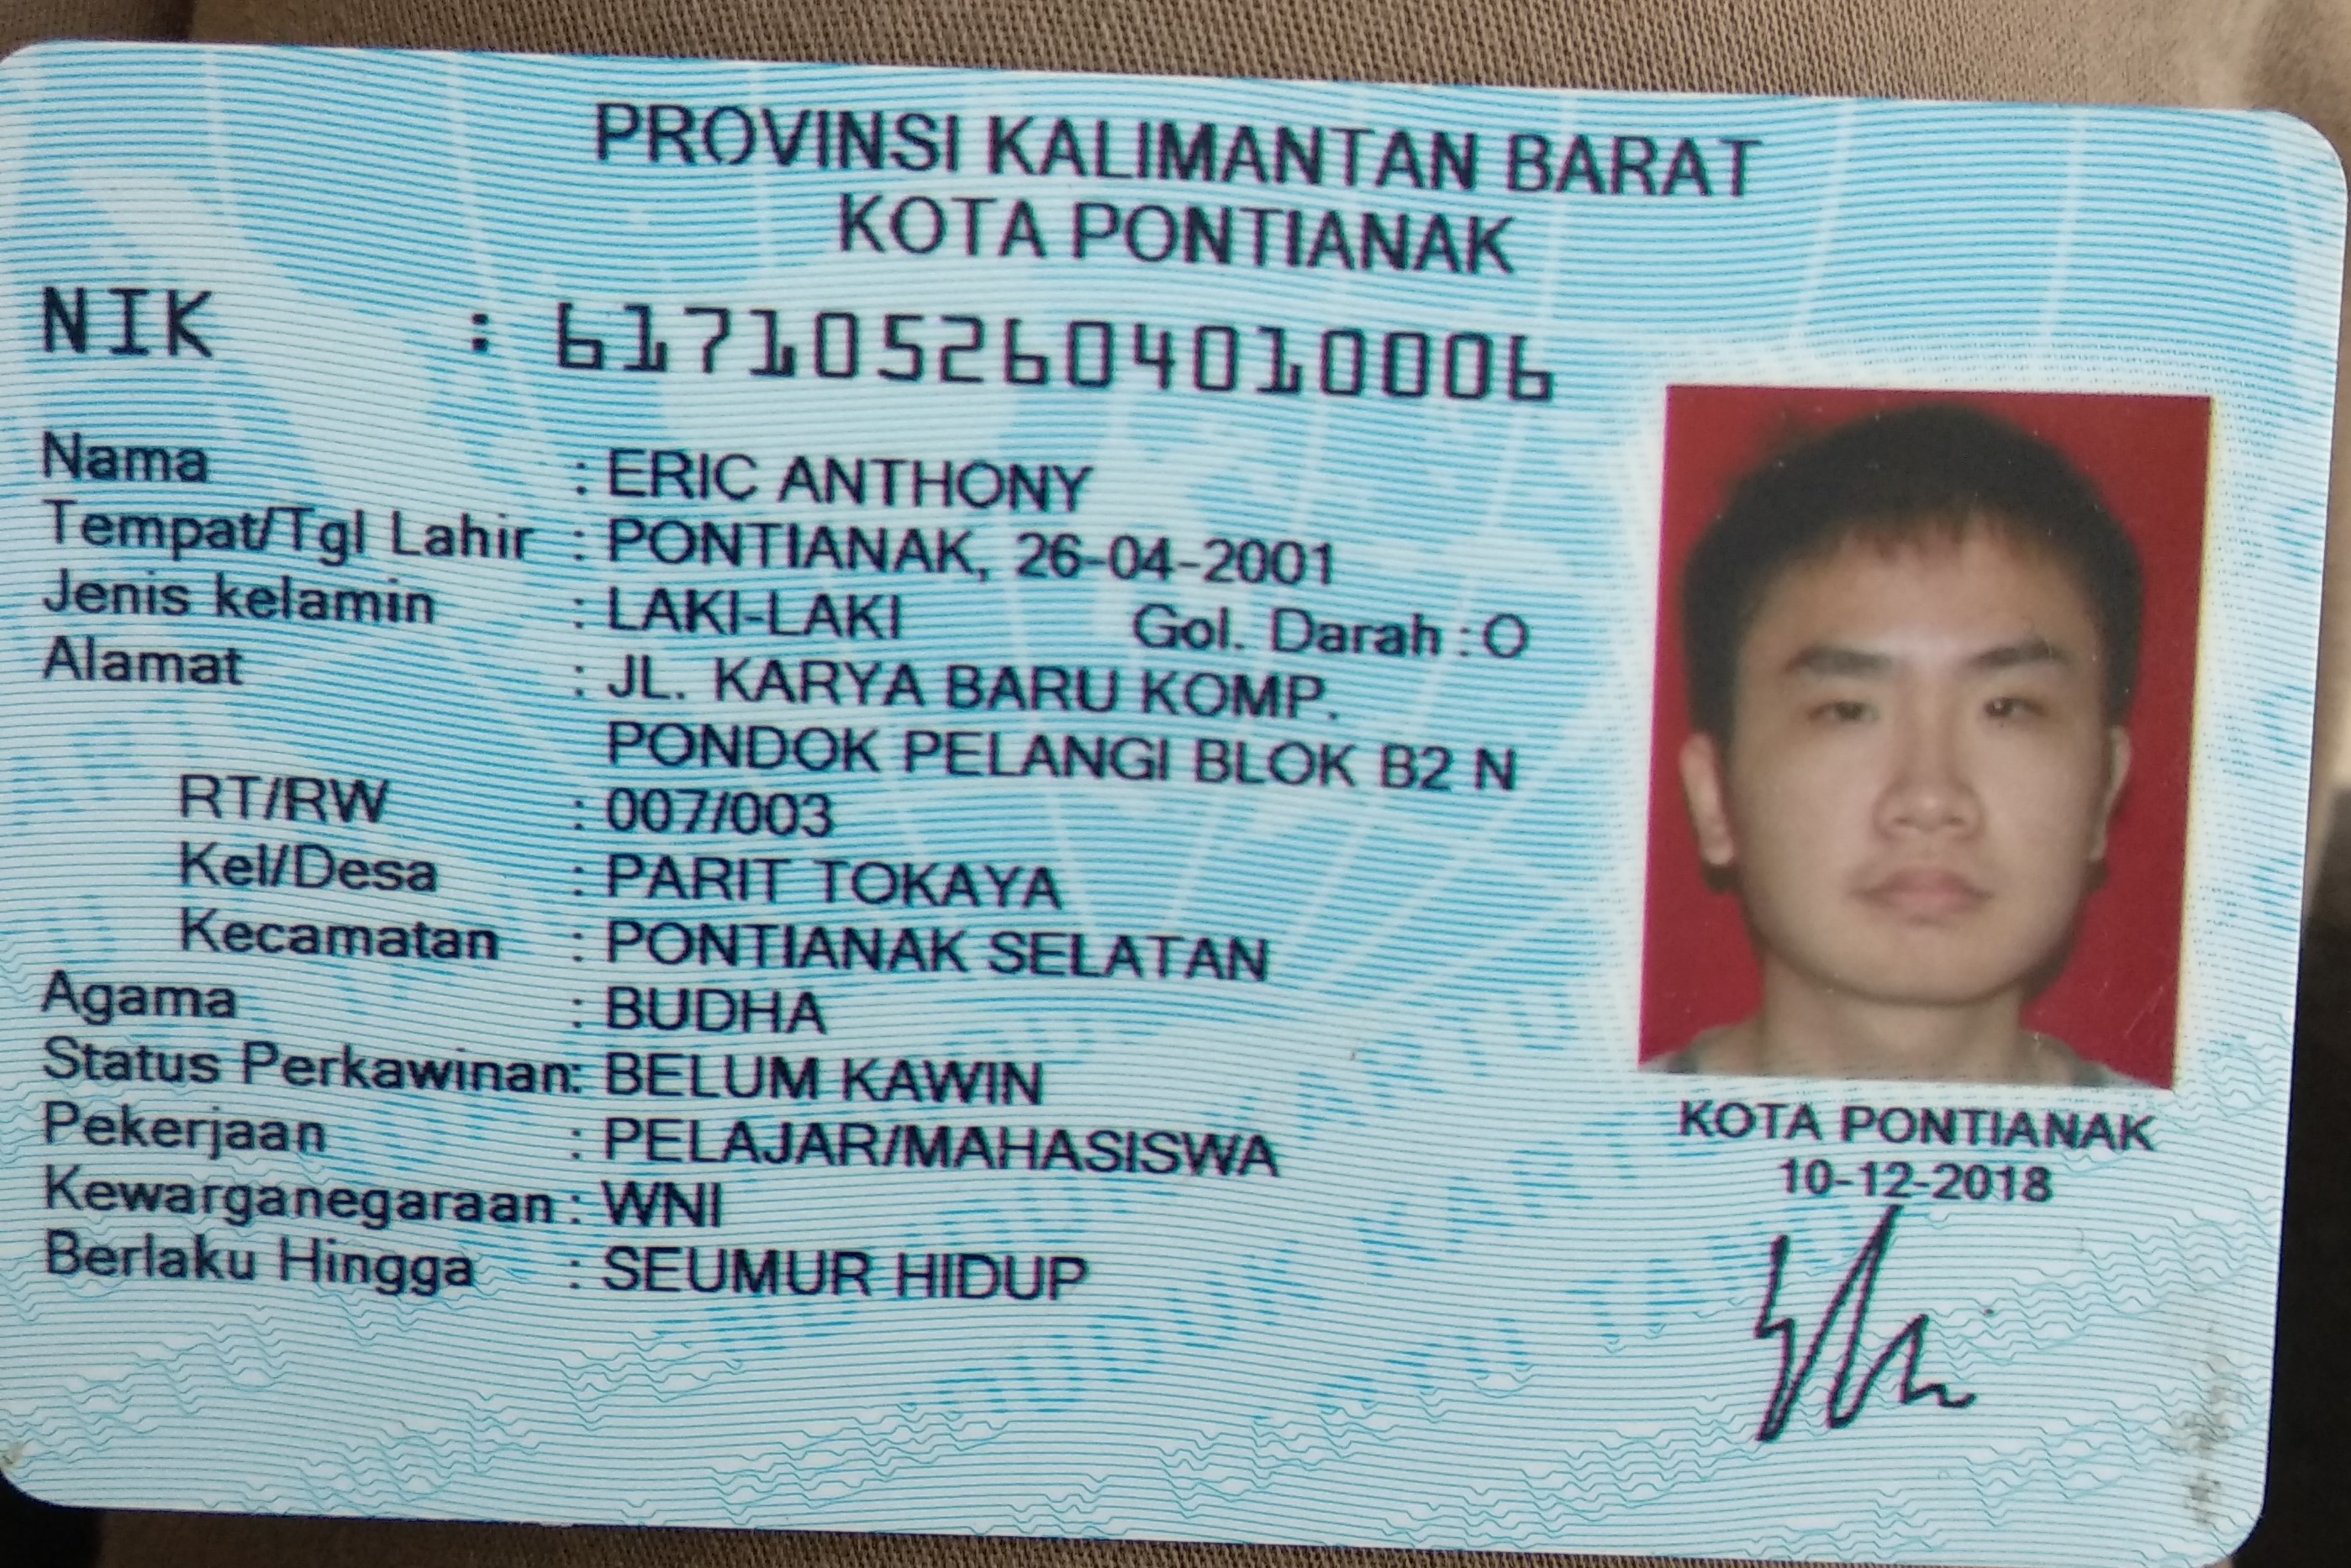 PROVINSI KALIMANTAN BARAT
KOTA PONTIANAK
NIK : 6171052604010006
Nama : ERIC ANTHONY
Tempat/Tgl Lahir : PONTIANAK, 26-04-2001
Jenis kelamin : LAKI-LAKI Gol. Darah : O
Alamat : JL. KARYA BARU KOMP.
PONDOK PELANGI BLOK B2 N
RT/RW : 007/003
Kel/Desa : PARIT TOKAYA
Kecamatan : PONTIANAK SELATAN
Agama : BUDHA
Status Perkawinan: BELUM KAWIN
Pekerjaan : PELAJAR/MAHASISWA
Kewarganegaraan : WNI
Berlaku Hingga : SEUMUR HIDUP
KOTA PONTIANAK
10-12-2018